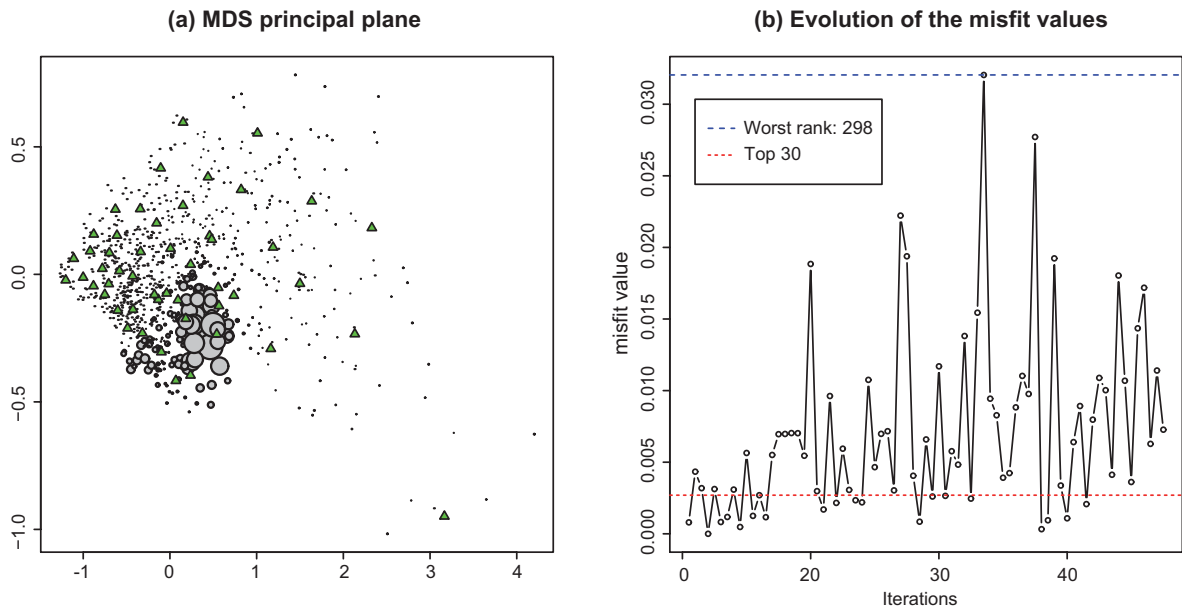 (a) MDS principal plane
0.5
0.0
−0.5
−1.0
-1 0 1 2 3 4
(b) Evolution of the misfit values
misfit value
0.030
0.025
0.020
0.015
0.010
0.005
0.000
Worst rank: 298
Top 30
0 20 30 40
Iterations